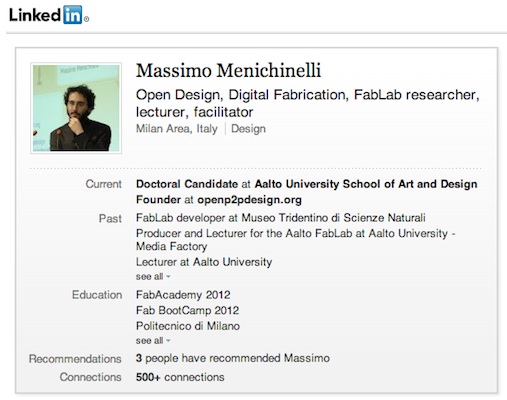 LinkedIn®
Massimo Menichinelli
Open Design, Digital Fabrication, FabLab researcher,
lecturer, facilitator
Milan Area, Italy | Design
Current Doctoral Candidate at Aalto University School of Art and Design
Founder at openp2pdesign.org
Past FabLab developer at Museo Tridentino di Scienze Naturali
Producer and Lecturer for the Aalto FabLab at Aalto University -
Media Factory
Lecturer at Aalto University
see all
Education FabAcademy 2012
Fab BootCamp 2012
Politecnico di Milano
see all
Recommendations 3 people have recommended Massimo
Connections 500+ connections